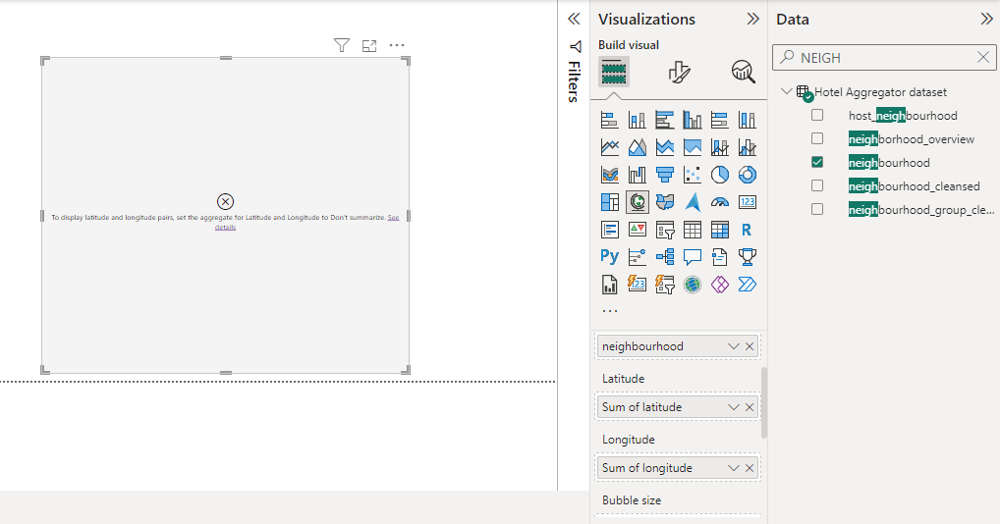 Visualizations
Data
Build visual
Filters
NEIGH
Hotel Aggregator dataset
host_neighbourhood
neighborhood_overview
neighbourhood
neighbourhood_cleansed
neighbourhood_group_cle...
To display latitude and longitude pairs, set the aggregate for Latitude and Longitude to Don't summarize. See
details
123
R
Py
123
neighbourhood
Latitude
Sum of latitude
Longitude
Sum of longitude
Bubble size